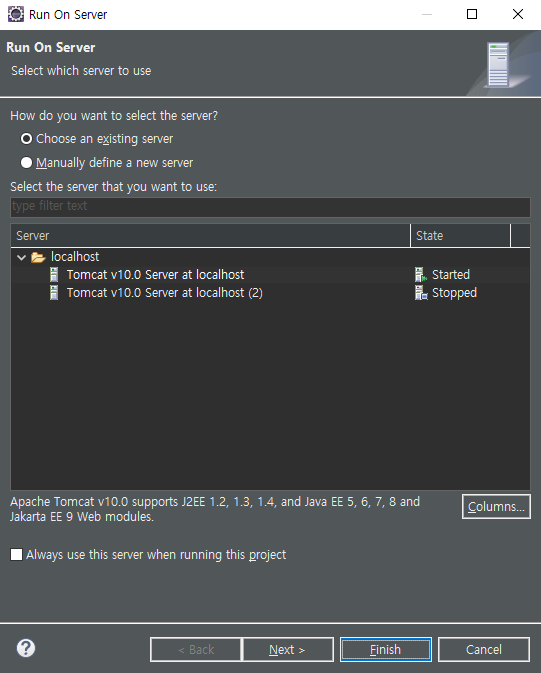 Run On Server
Run On Server
Select which server to use
How do you want to select the server?
Choose an existing server
Manually define a new server
Select the server that you want to use:
type filter text
Server State
localhost
Tomcat v10.0 Server at localhost Started
Tomcat v10.0 Server at localhost (2) Stopped
Apache Tomcat v10.0 supports J2EE 1.2, 1.3, 1.4, and Java EE 5, 6, 7, 8 and
Jakarta EE 9 Web modules.
Columns...
Always use this server when running this project
? < Back Next > Finish Cancel